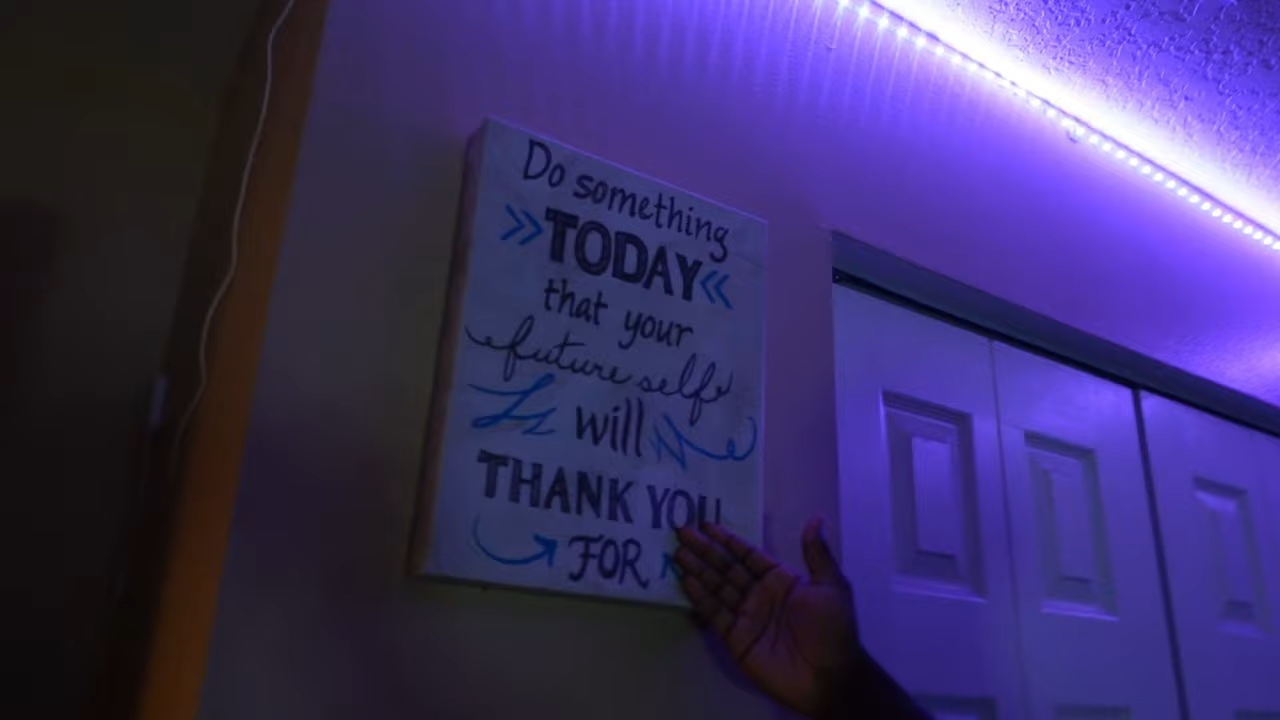 Do something
TODAY
that your
future self
will
THANK YOU
FOR